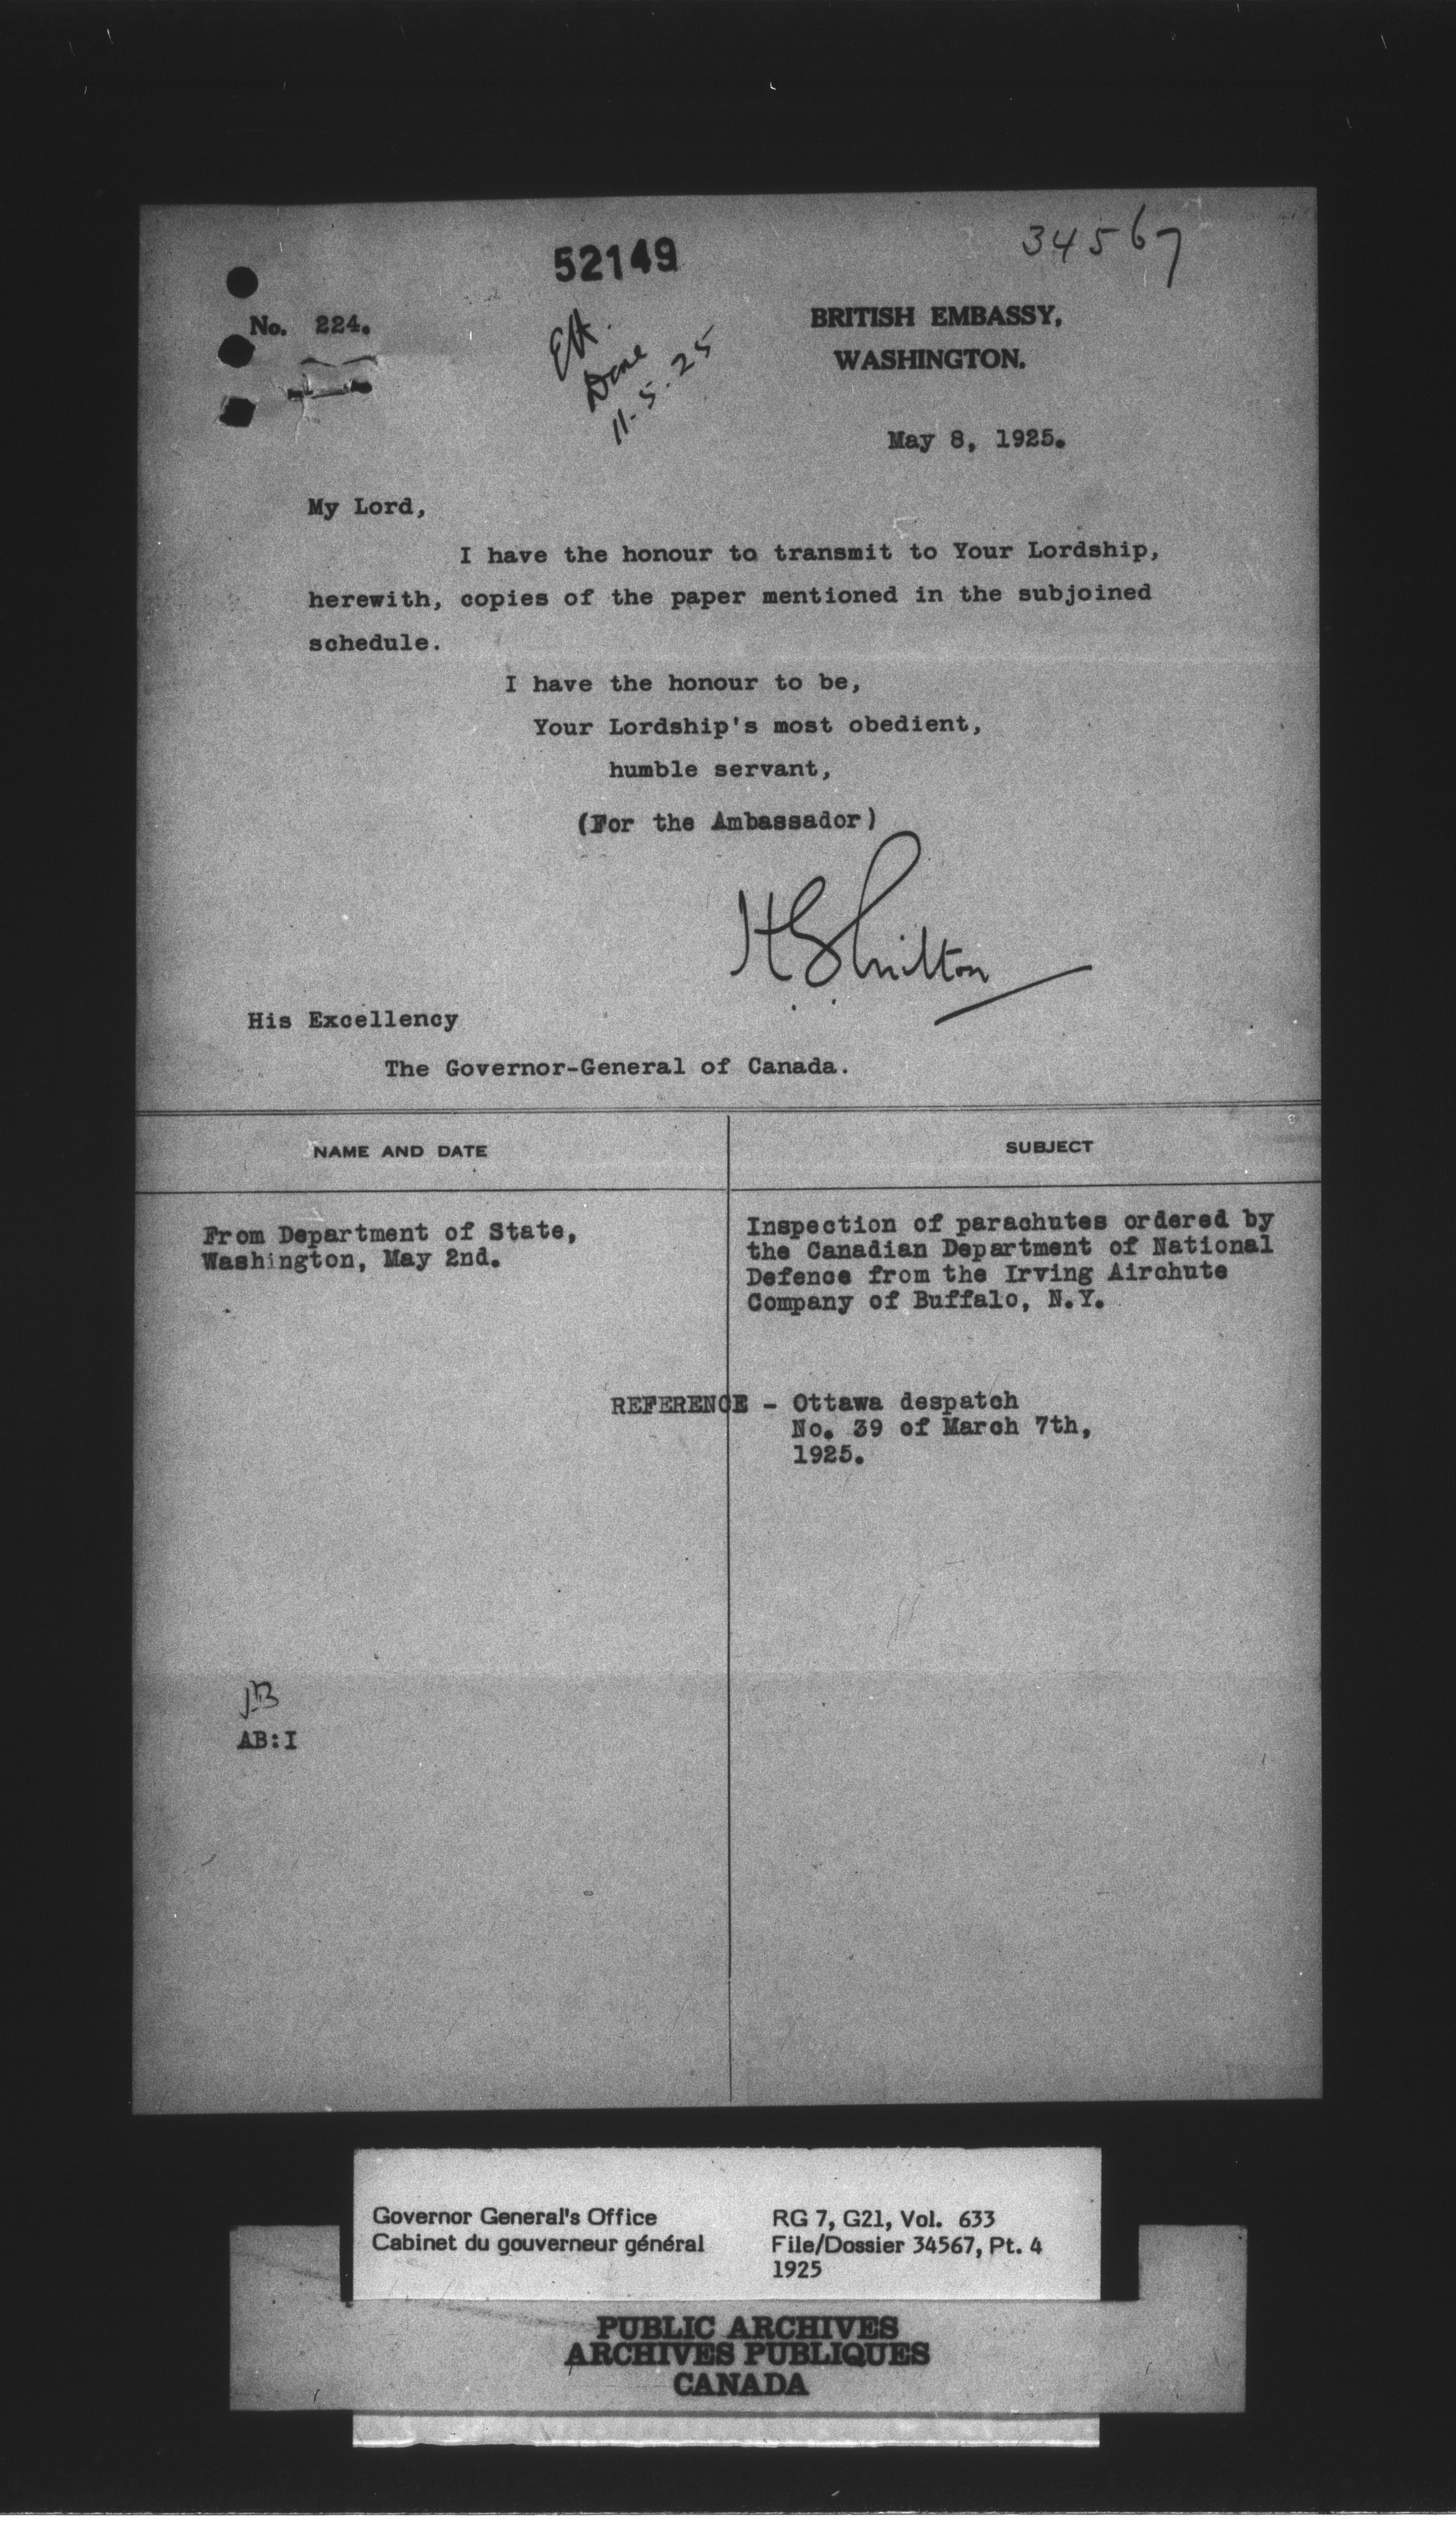 52149
34567
No. 224.
Done
11-5-25
BRITISH EMBASSY,
WASHINGTON.
May 8, 1925.
My Lord,
I have the honour to transmit to Your Lordship,
herewith, copies of the paper mentioned in the subjoined
schedule.
I have the honour to be,
Your Lordship's most obedient,
humble servant,
(For the Ambassador)
H Chilton
His Excellency
The Governor-General of Canada.
NAME AND DATE
SUBJECT
From Department of State,
Washington, May 2nd.
Inspection of parachutes ordered by
the Canadian Department of National
Defence from the Irving Airchute
Company of Buffalo, N.Y.
REFERENCE - Ottawa despatch
No. 39 of March 7th,
1925.
AB:I
Governor General's Office
Cabinet du gouverneur général
RG 7, G21, Vol. 633
File/Dossier 34567, Pt. 4
1925
PUBLIC ARCHIVES
ARCHIVES PUBLIQUES
CANADA